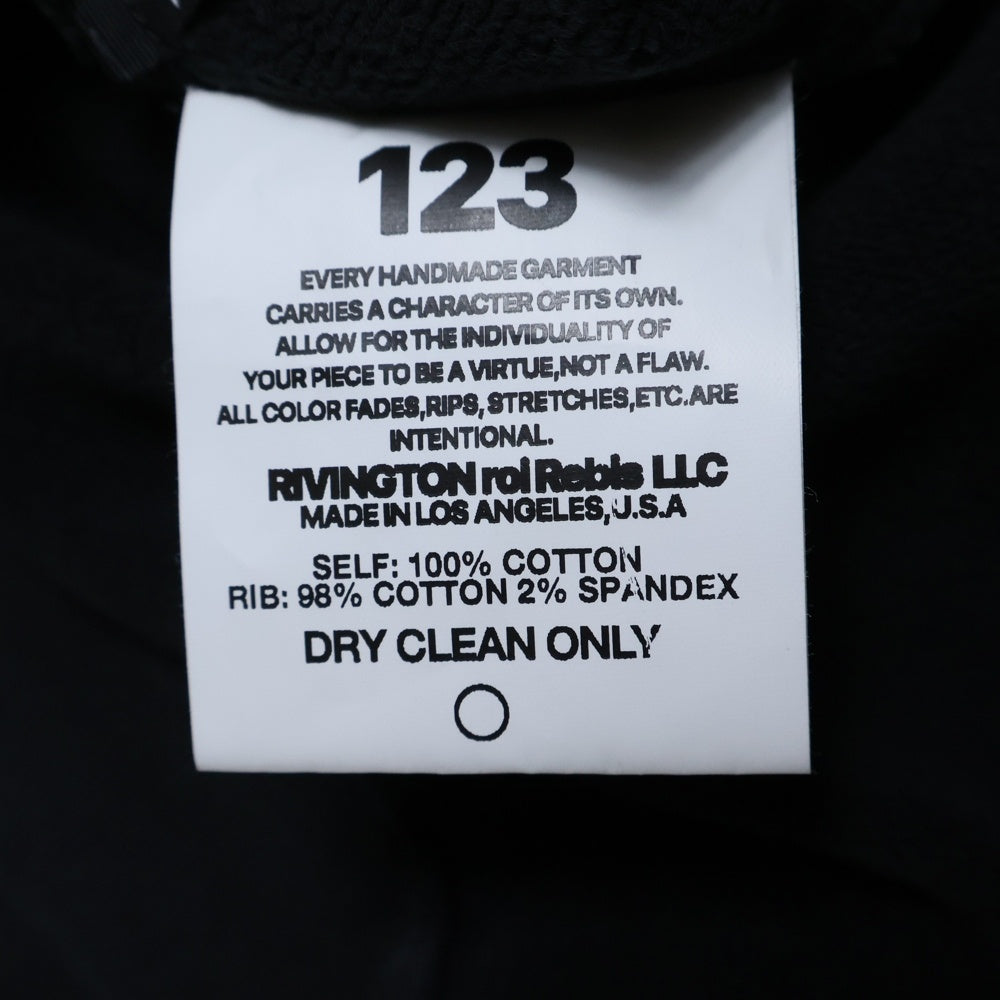 123
EVERY HANDMADE GARMENT
CARRIES A CHARACTER OF ITS OWN.
ALLOW FOR THE INDIVIDUALITY OF
YOUR PIECE TO BE A VIRTUE,NOT A FLAW.
ALL COLOR FADES,RIPS,STRETCHES,ETC.ARE
INTENTIONAL.
RIVINGTON roi Rebis LLC
MADE IN LOS ANGELES,U.S.A
SELF: 100% COTTON
RIB: 98% COTTON 2% SPANDEX
DRY CLEAN ONLY